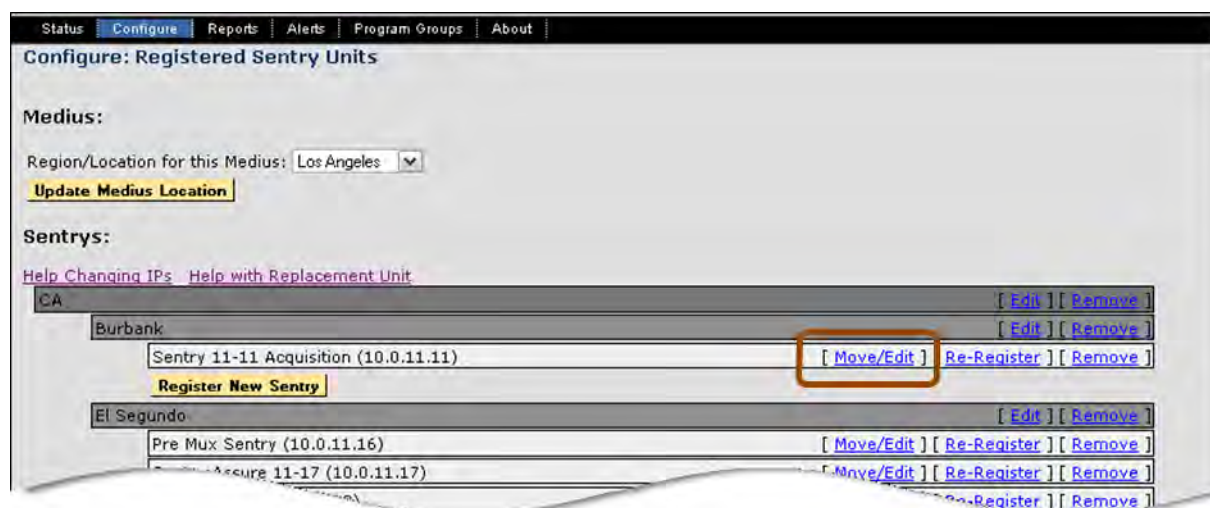 Status Configure Reports Alerts Program Groups About
Configure: Registered Sentry Units
Medius:
Region/Location for this Medius: Los Angeles
Update Medius Location
Sentrys:
Help Changing IPs Help with Replacement Unit
CA [ Edit ] [ Remove ]
Burbank [ Edit ] [ Remove ]
Sentry 11-11 Acquisition (10.0.11.11) [ Move/Edit ] [ Re-Register ] [ Remove ]
Register New Sentry
El Segundo [ Edit ] [ Remove ]
Pre Mux Sentry (10.0.11.16) [ Move/Edit ] [ Re-Register ] [ Remove ]
11-17 (10.0.11.17) [ Move/Edit ] [ Re-Register ] [ Remove ]
Re-Register ] [ Remove ]